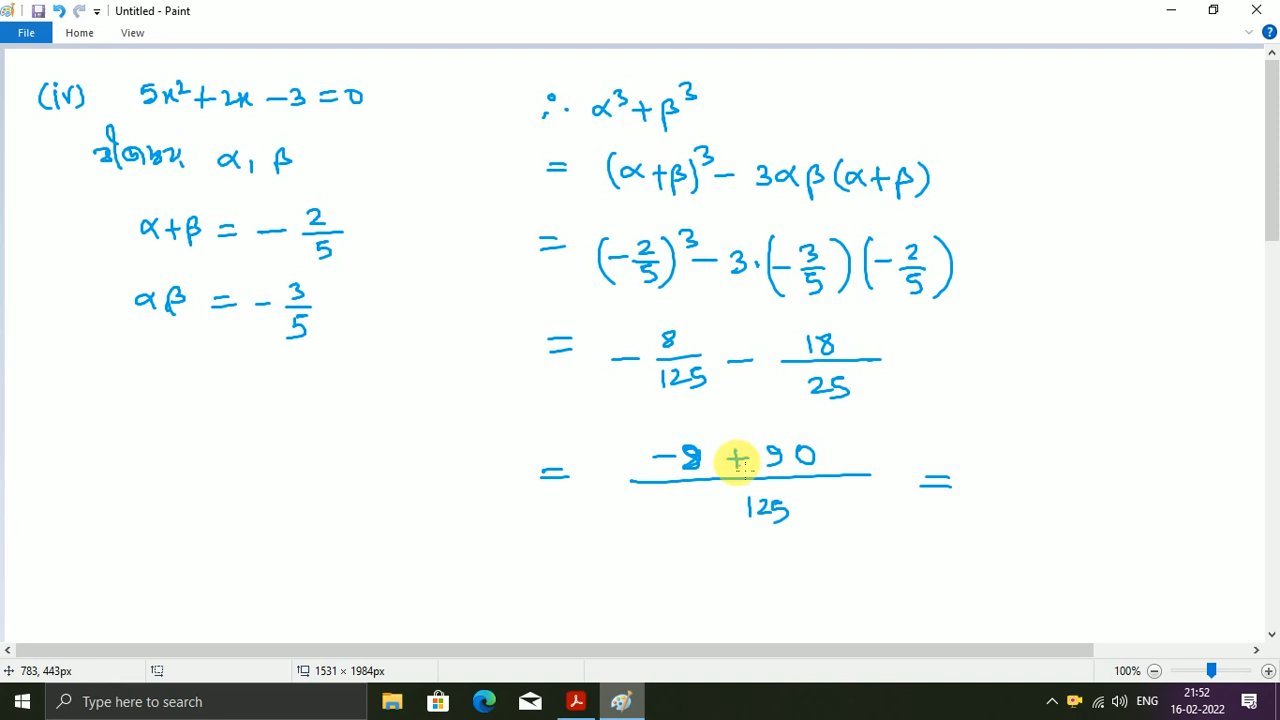 Untitled - Paint
File Home View
(iv) 5x² + 2x - 3 = 0
α, β
α+β = - 2/5
αβ = - 3/5
∴ α³ + β³
= (α+β)³ - 3αβ(α+β)
= (-2/5)³ - 3·(-3/5)(-2/5)
= - 8/125 - 18/25
= (-8 + 90)/125 =
783, 443px
1531 × 1984px
100%
Type here to search
ENG
21:52
16-02-2022